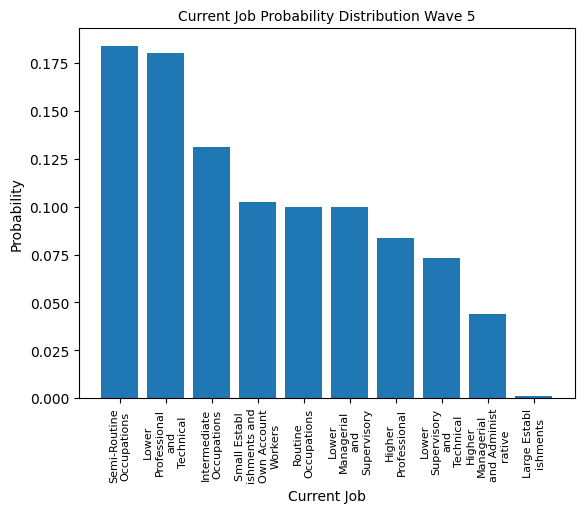 Current Job Probability Distribution Wave 5
Probability
0.175
0.150
0.125
0.100
0.075
0.050
0.025
0.000
Semi-Routine
Occupations
Lower
Professional
and
Technical
Intermediate
Occupations
Small Establ
ishments and
Own Account
Workers
Routine
Occupations
Lower
Managerial
and
Supervisory
Higher
Professional
Lower
Supervisory
and
Technical
Higher
Managerial
and Administ
rative
Large Establ
ishments
Current Job